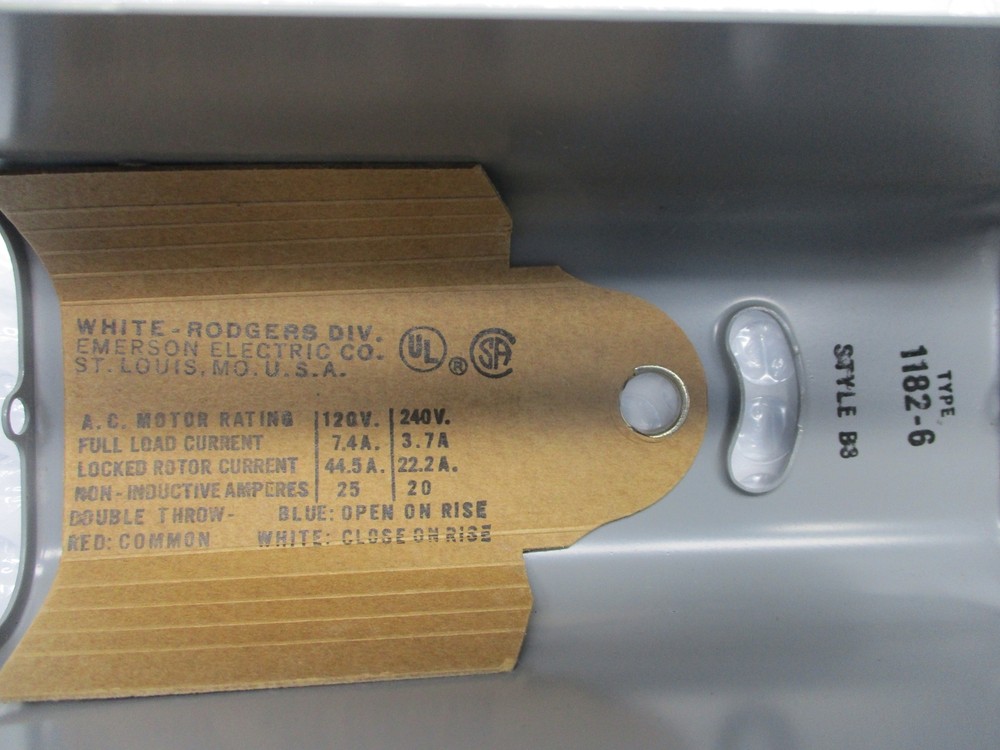 WHITE-RODGERS DIV.
EMERSON ELECTRIC CO.
ST. LOUIS, MO. U.S.A.
UL ® SA
A.C. MOTOR RATING 120V. 240V.
FULL LOAD CURRENT 7.4A. 3.7A
LOCKED ROTOR CURRENT 44.5A. 22.2A.
NON-INDUCTIVE AMPERES 25 20
DOUBLE THROW- BLUE: OPEN ON RISE
RED: COMMON WHITE: CLOSE ON RISE
TYPE
1182-6
STYLE B3